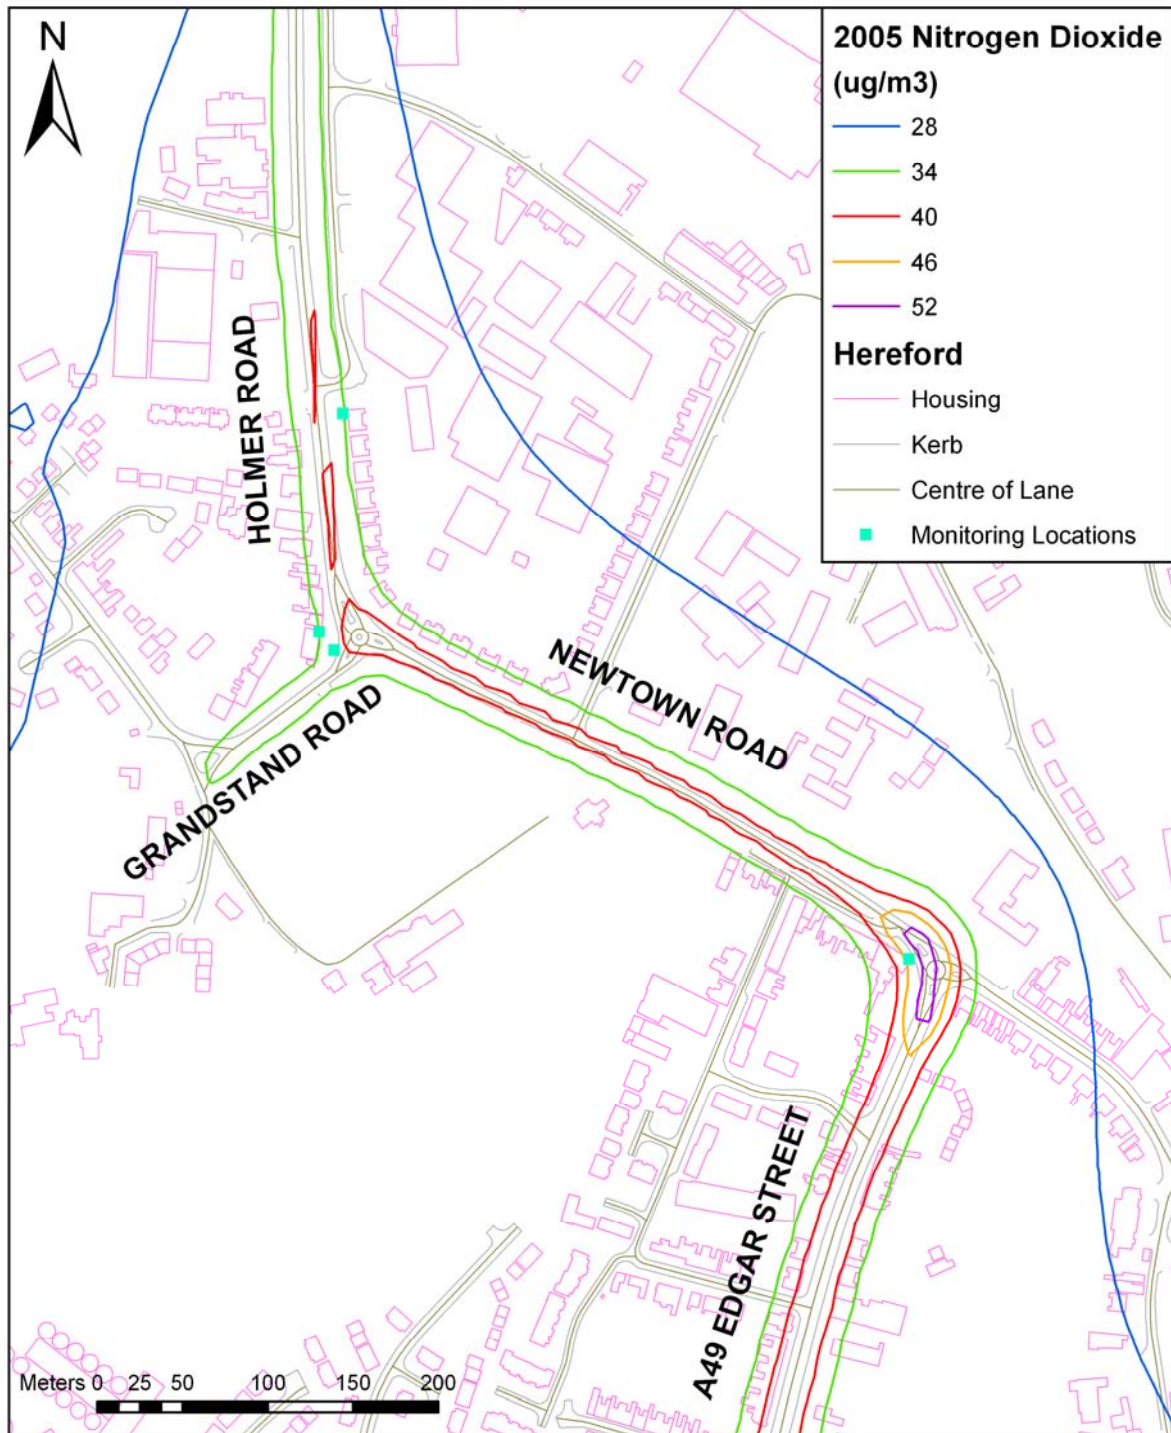 N
2005 Nitrogen Dioxide
(ug/m3)
28
34
40
46
52
Hereford
Housing
Kerb
Centre of Lane
Monitoring Locations
HOLMER ROAD
NEWTOWN ROAD
GRANDSTAND ROAD
A49 EDGAR STREET
Meters 0 25 50 100 150 200